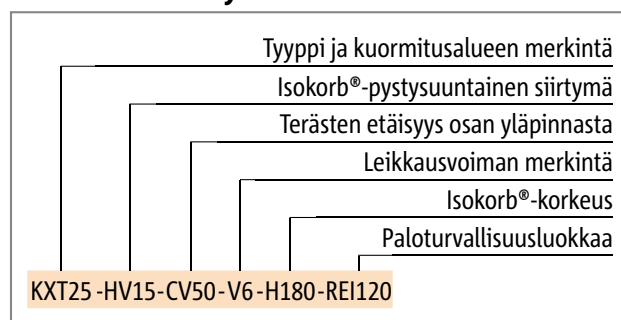 Tyyppi ja kuormitusalueen merkintä
Isokorb®-pystysuuntainen siirtymä
Terästen etäisyys osan yläpinnasta
Leikkausvoiman merkintä
Isokorb®-korkeus
Paloturvallisuusluokkaa
KXT25 -HV15-CV50-V6-H180-REI120